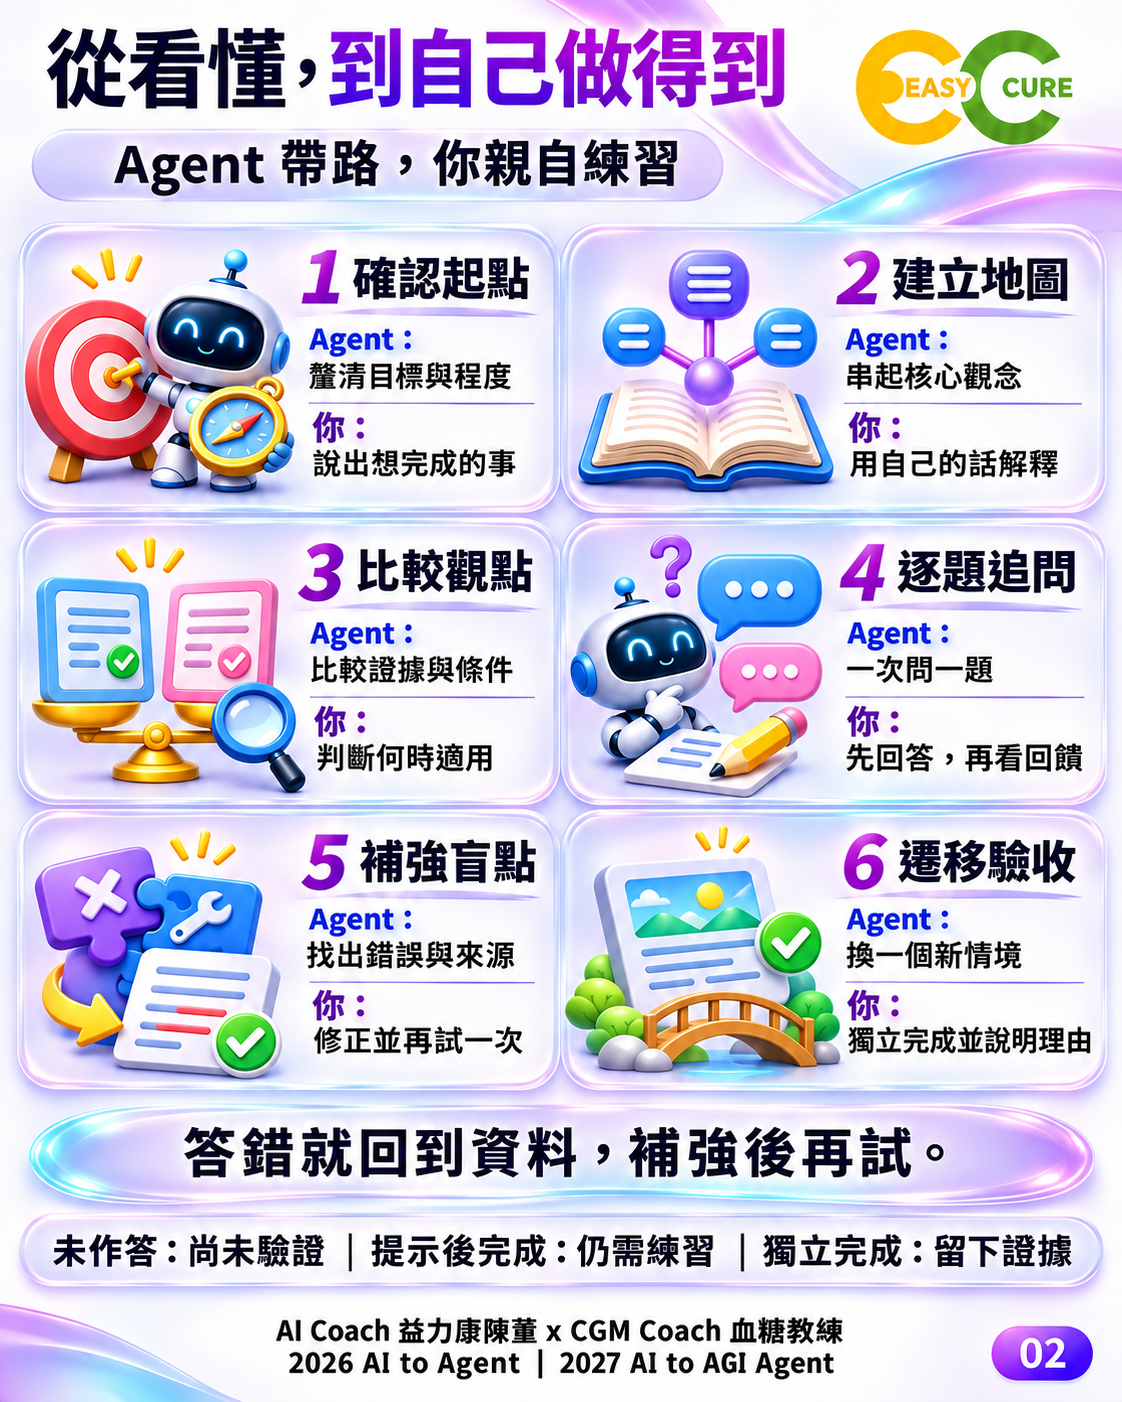 從看懂，到自己做得到
EASY CURE
Agent 帶路，你親自練習
1 確認起點
Agent：
釐清目標與程度
你：
說出想完成的事
2 建立地圖
Agent：
串起核心觀念
你：
用自己的話解釋
3 比較觀點
Agent：
比較證據與條件
你：
判斷何時適用
4 逐題追問
Agent：
一次問一題
你：
先回答，再看回饋
5 補強盲點
Agent：
找出錯誤與來源
你：
修正並再試一次
6 遷移驗收
Agent：
換一個新情境
你：
獨立完成並說明理由
答錯就回到資料，補強後再試。
未作答：尚未驗證 | 提示後完成：仍需練習 | 獨立完成：留下證據
AI Coach 益力康陳董 x CGM Coach 血糖教練
2026 AI to Agent | 2027 AI to AGI Agent
02